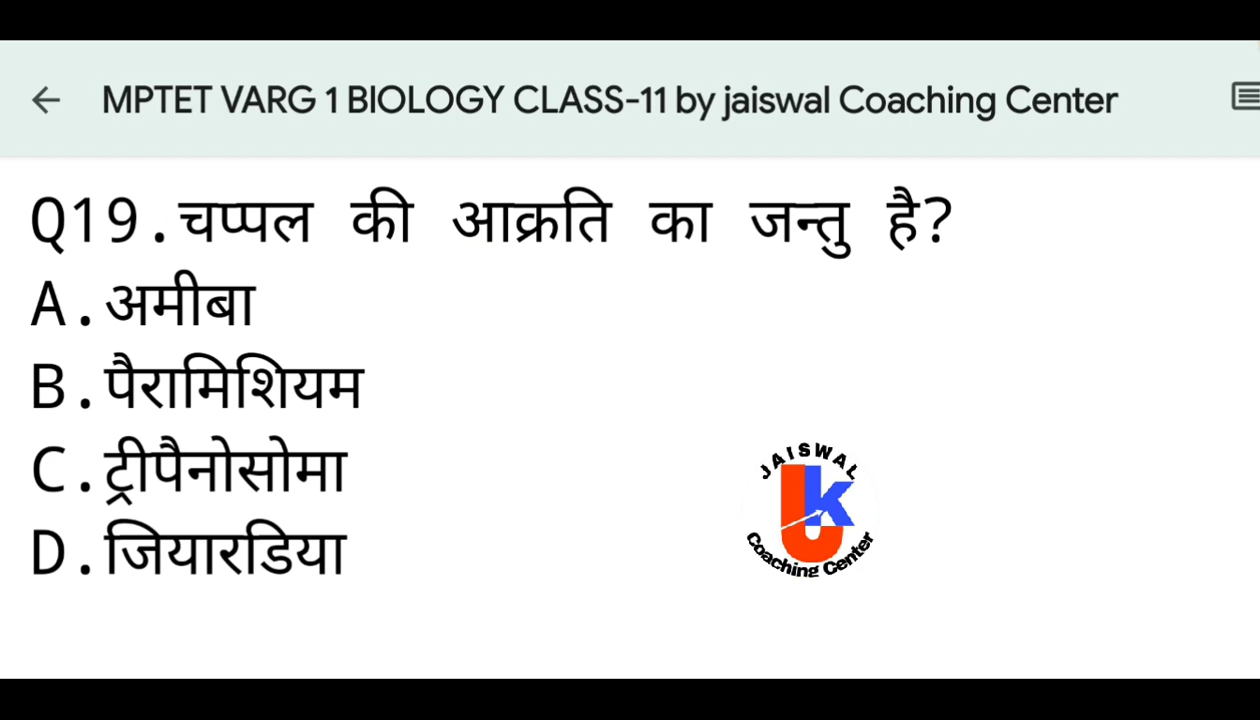 MPTET VARG 1 BIOLOGY CLASS-11 by jaiswal Coaching Center
Q19.चप्पल की आक्रति का जन्तु है?
A.अमीबा
B.पैरामिशियम
C.ट्रीपैनोसोमा
D.जियारडिया
JAISWAL
JK
Coaching Center